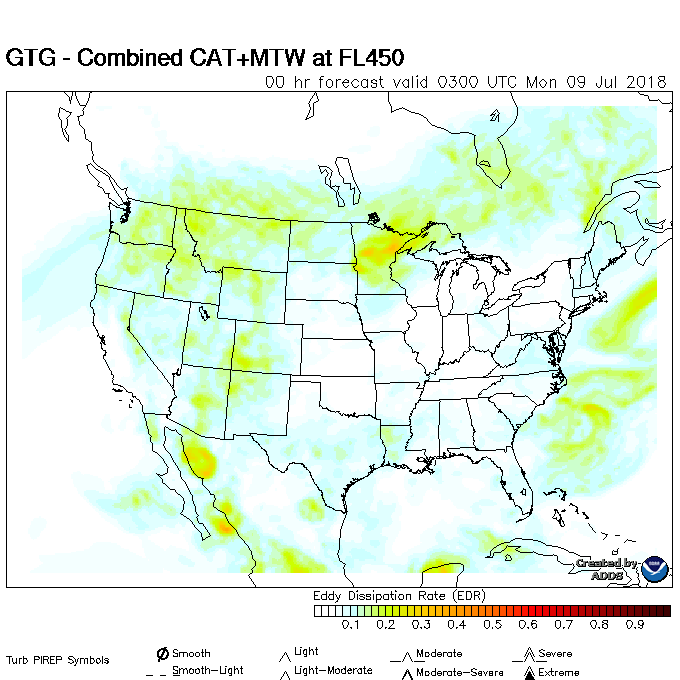 GTG - Combined CAT+MTW at FL450
00 hr forecast valid 0300 UTC Mon 09 Jul 2018
Created by
ADDS
Eddy Dissipation Rate (EDR)
0.1 0.2 0.3 0.4 0.5 0.6 0.7 0.8 0.9
Turb PIREP Symbols
Smooth Light Moderate Severe
Smooth-Light Light-Moderate Moderate-Severe Extreme